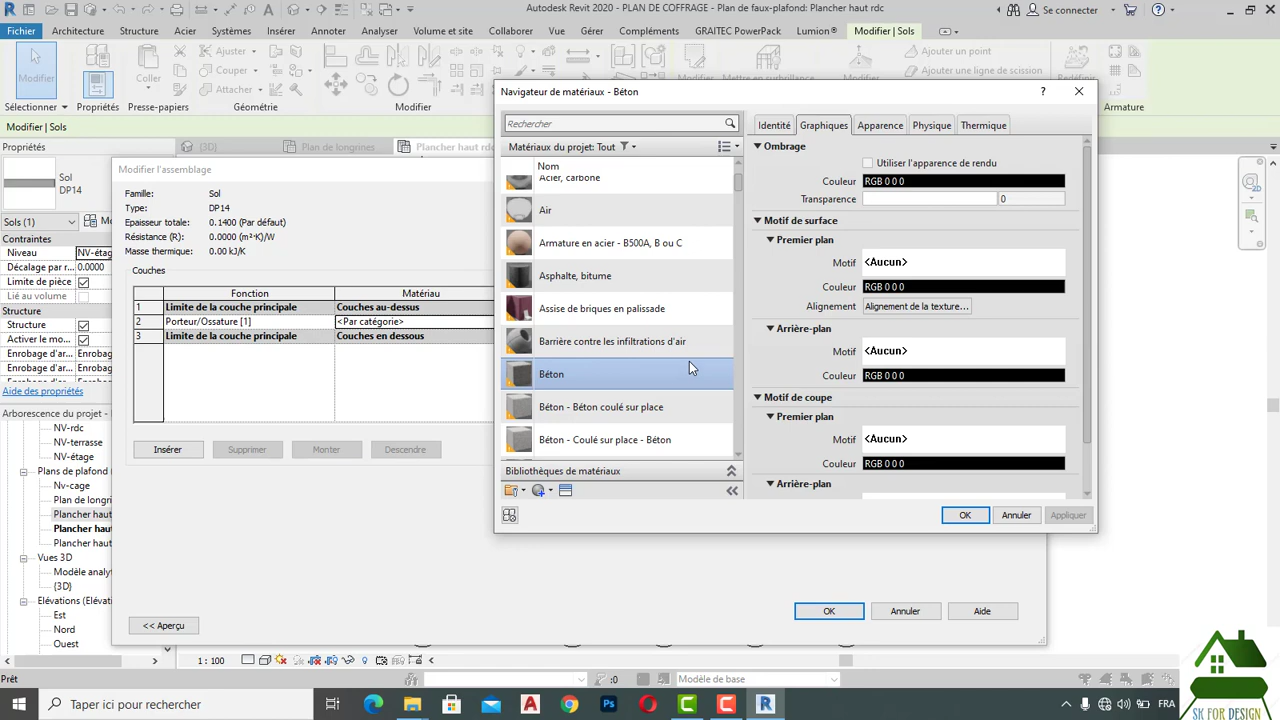 Autodesk Revit 2020 - PLAN DE COFFRAGE - Plan de faux-plafond: Plancher haut rdc
Se connecter
Fichier
Architecture
Structure
Acier
Systèmes
Insérer
Annoter
Analyser
Volume et site
Collaborer
Vue
Gérer
Compléments
GRAITEC PowerPack
Lumion®
Modifier | Sols
Modifier
Coller
Ajuster
Couper
Attacher
Ajouter un point
Ajouter une ligne de scission
Sélectionner
Propriétés
Presse-papiers
Géométrie
Modifier
Armature
Modifier | Sols
Propriétés
{3D}
Plan de longrines
Plancher haut rdc
Sol
DP14
Sols (1)
Contraintes
Niveau
NV-étag
Décalage par r
0.0000
Limite de pièce
Lié au volume
Structure
Structure
Activer le mo
Enrobage d'ar
Enrob
Enrobage d'ar
Enrob
Enrobage d'ar
Enrob
Aide des propriétés
Arborescence du projet -
NV-rdc
NV-terrasse
NV-étage
Plans de plafond
Nv-cage
Plan de longrin
Plancher haut
Plancher haut
Plancher haut
Vues 3D
Modèle analy
{3D}
Elévations (Elévati
Est
Nord
Ouest
Modifier l'assemblage
Famille: Sol
Type: DP14
Epaisseur totale: 0.1400 (Par défaut)
Résistance (R): 0.0000 (m²·K)/W
Masse thermique: 0.00 kJ/K
Couches
Fonction
Matériau
1 Limite de la couche principale Couches au-dessus
2 Porteur/Ossature [1] <Par catégorie>
3 Limite de la couche principale Couches en dessous
Insérer
Supprimer
Monter
Descendre
<< Aperçu
OK
Annuler
Aide
Navigateur de matériaux - Béton
?
Rechercher
Matériaux du projet: Tout
Nom
Acier, carbone
Air
Armature en acier - B500A, B ou C
Asphalte, bitume
Assise de briques en palissade
Barrière contre les infiltrations d'air
Béton
Béton - Béton coulé sur place
Béton - Coulé sur place - Béton
Bibliothèques de matériaux
Identité
Graphiques
Apparence
Physique
Thermique
Ombrage
Utiliser l'apparence de rendu
Couleur RGB 0 0 0
Transparence 0
Motif de surface
Premier plan
Motif <Aucun>
Couleur RGB 0 0 0
Alignement Alignement de la texture...
Arrière-plan
Motif <Aucun>
Couleur RGB 0 0 0
Motif de coupe
Premier plan
Motif <Aucun>
Couleur RGB 0 0 0
Arrière-plan
OK
Annuler
Appliquer
1 : 100
Prêt
:0
Modèle de base
Taper ici pour rechercher
FRA
SK FOR DESIGN